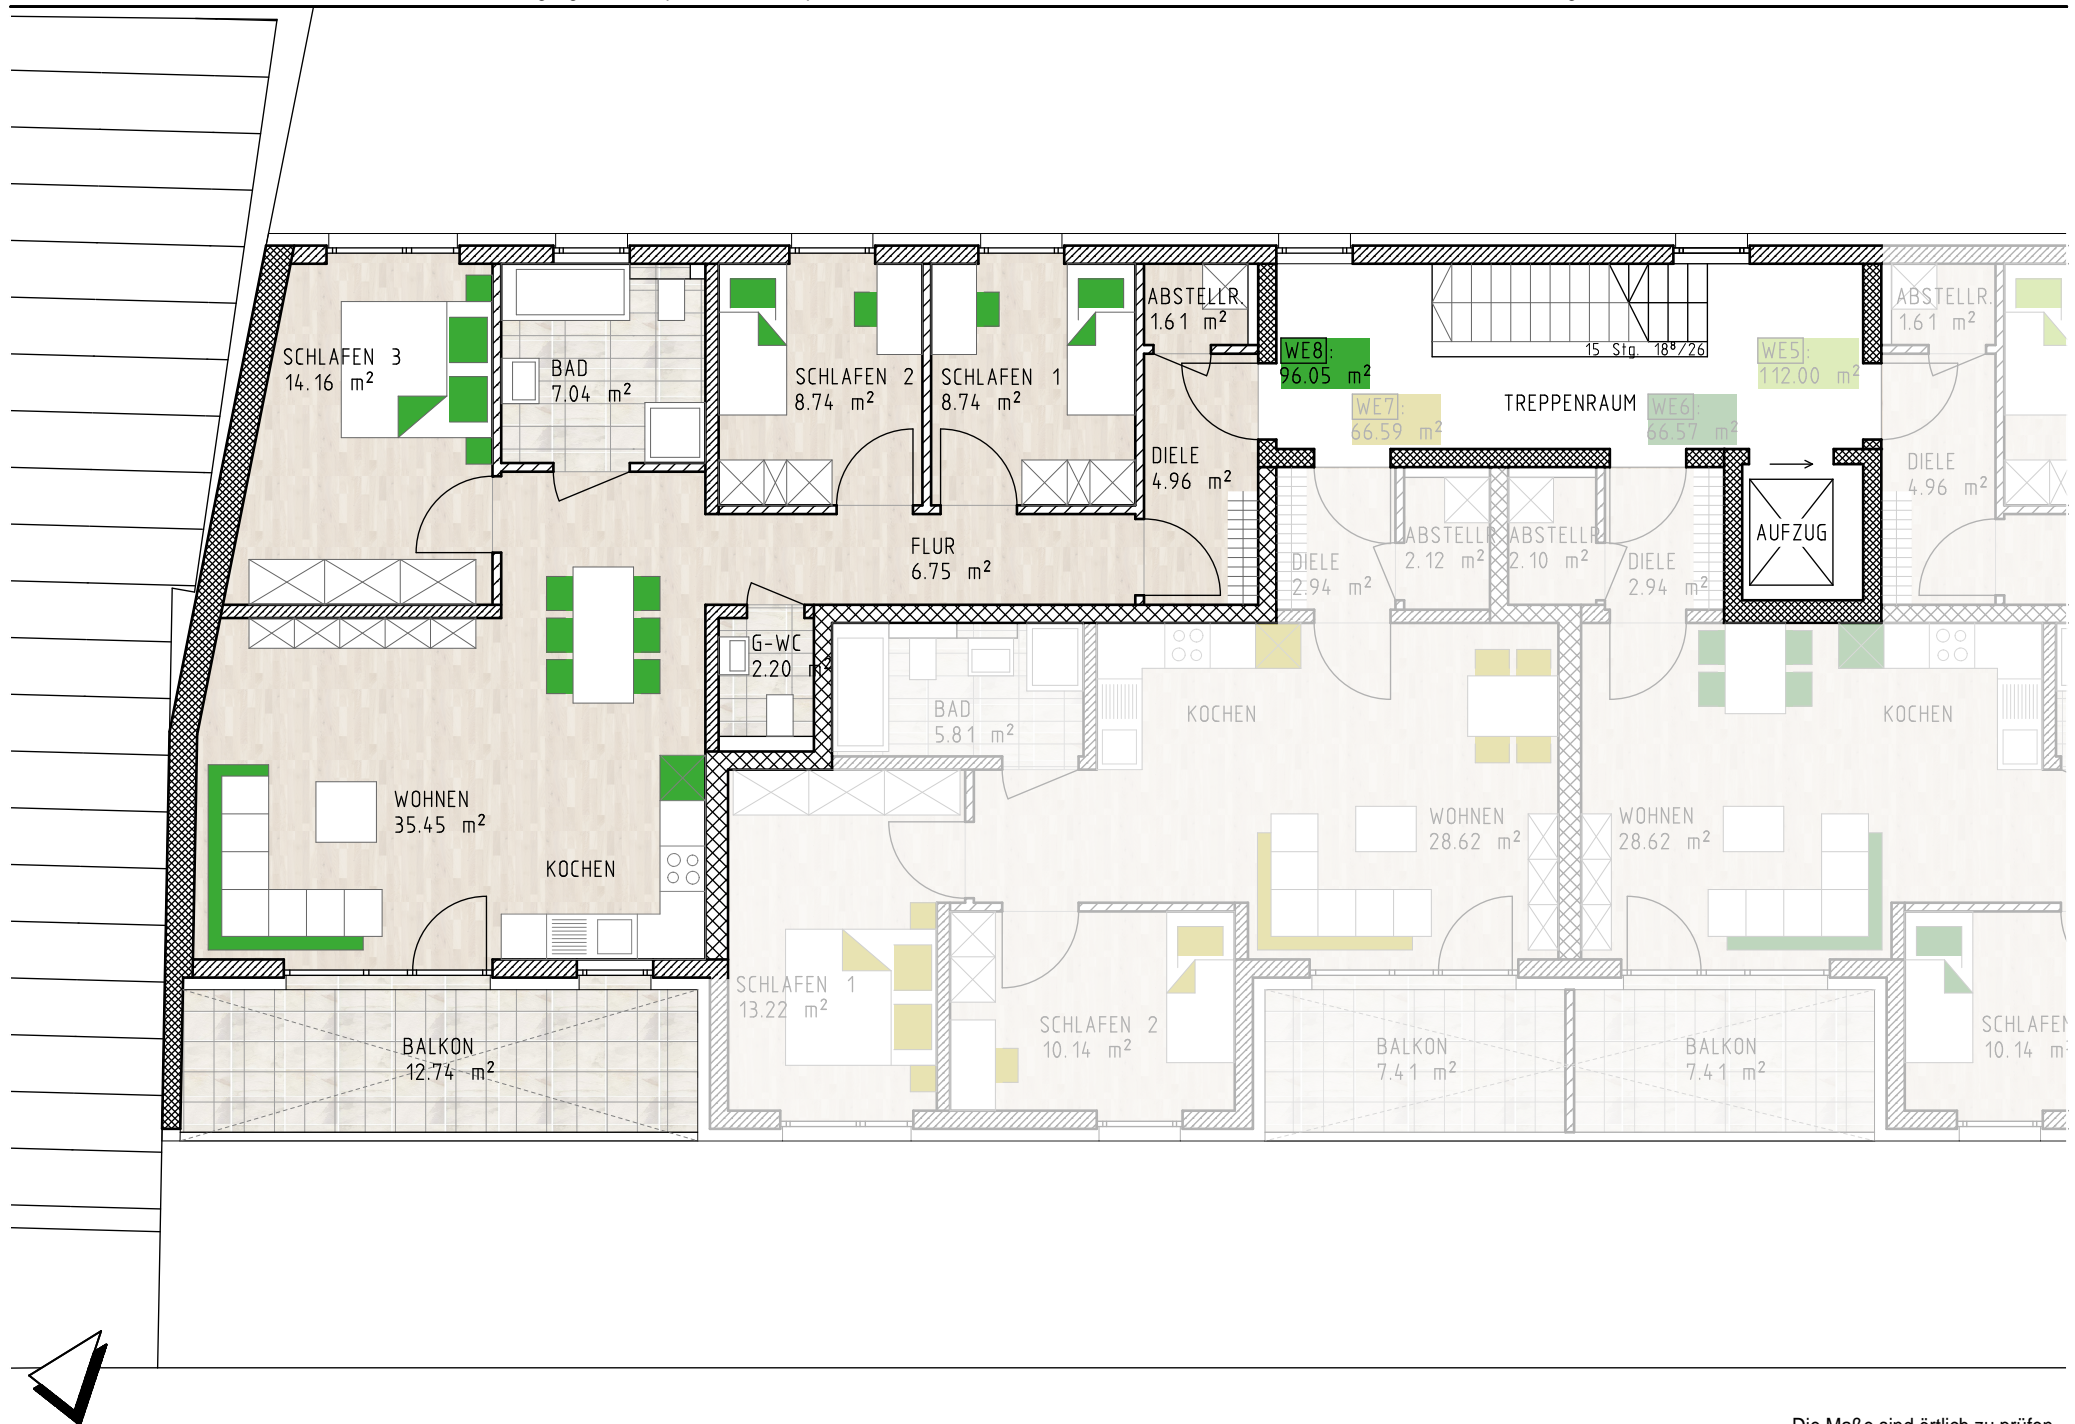 ABSTELLR.
1.61 m²
ABSTELLR.
1.61 m²
SCHLAFEN 3
14.16 m²
BAD
7.04 m²
SCHLAFEN 2
8.74 m²
SCHLAFEN 1
8.74 m²
WE8:
96.05 m²
15 Stg. 18⁸/26
WE5:
112.00 m²
TREPPENRAUM
WE7:
66.59 m²
WE6:
66.57 m²
DIELE
4.96 m²
DIELE
4.96 m²
FLUR
6.75 m²
DIELE
2.94 m²
ABSTELLR
2.12 m²
ABSTELLR
2.10 m²
DIELE
2.94 m²
AUFZUG
G-WC
2.20 m²
BAD
5.81 m²
KOCHEN
KOCHEN
WOHNEN
35.45 m²
KOCHEN
WOHNEN
28.62 m²
WOHNEN
28.62 m²
SCHLAFEN 1
13.22 m²
SCHLAFEN 2
10.14 m²
SCHLAFEN
10.14 m
BALKON
12.74 m²
BALKON
7.41 m²
BALKON
7.41 m²
Die Maße sind örtlich zu prüfen